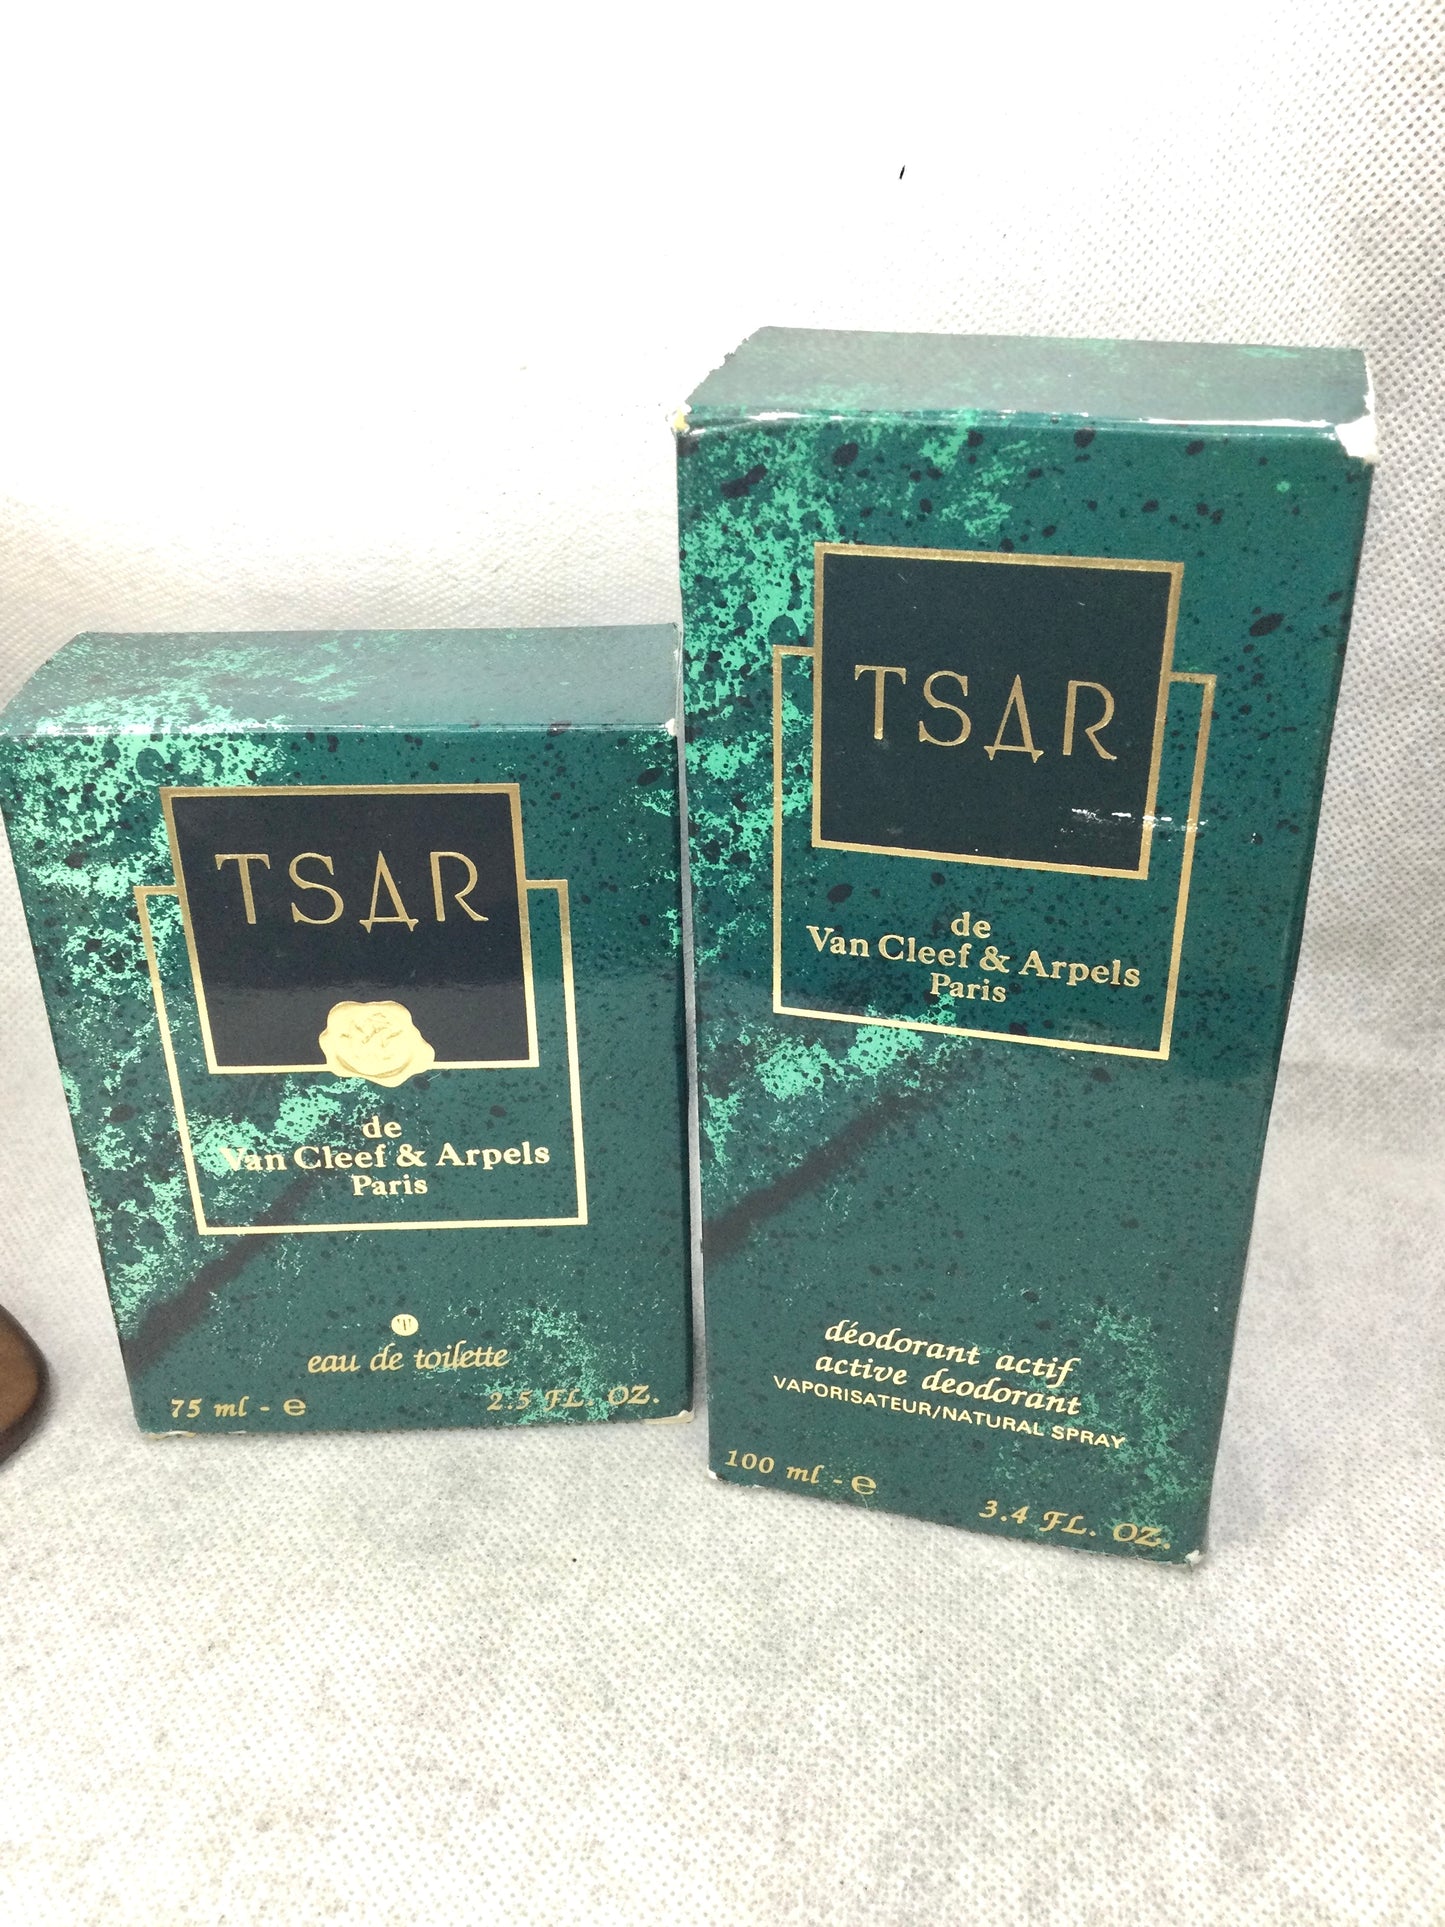 TSAR
de
Van Cleef & Arpels
Paris
eau de toilette
75 ml - e
2.5 FL. OZ.
TSAR
de
Van Cleef & Arpels
Paris
déodorant actif
active deodorant
VAPORISATEUR/NATURAL SPRAY
100 ml - e
3.4 FL. OZ.